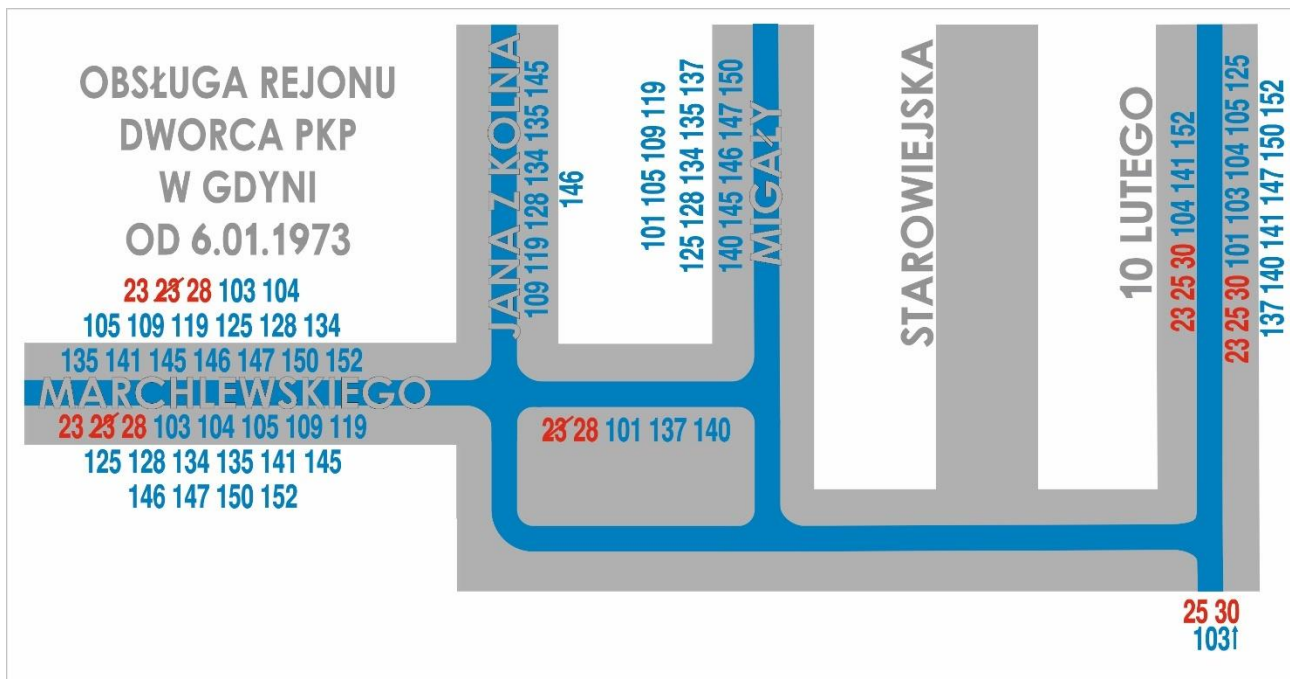 OBSŁUGA REJONU
DWORCA PKP
W GDYNI
OD 6.01.1973
23 23 28 103 104
105 109 119 125 128 134
135 141 145 146 147 150 152
MARCHLEWSKIEGO
23 23 28 103 104 105 109 119
125 128 134 135 141 145
146 147 150 152
JANA Z KOLNA
109 119 128 134 135 145
146
23 28 101 137 140
101 105 109 119
125 128 134 135 137
140 145 146 147 150
MIGAŁY
STAROWIEJSKA
10 LUTEGO
23 25 30 104 141 152
23 25 30 101 103 104 105 125
137 140 141 147 150 152
25 30
103↑